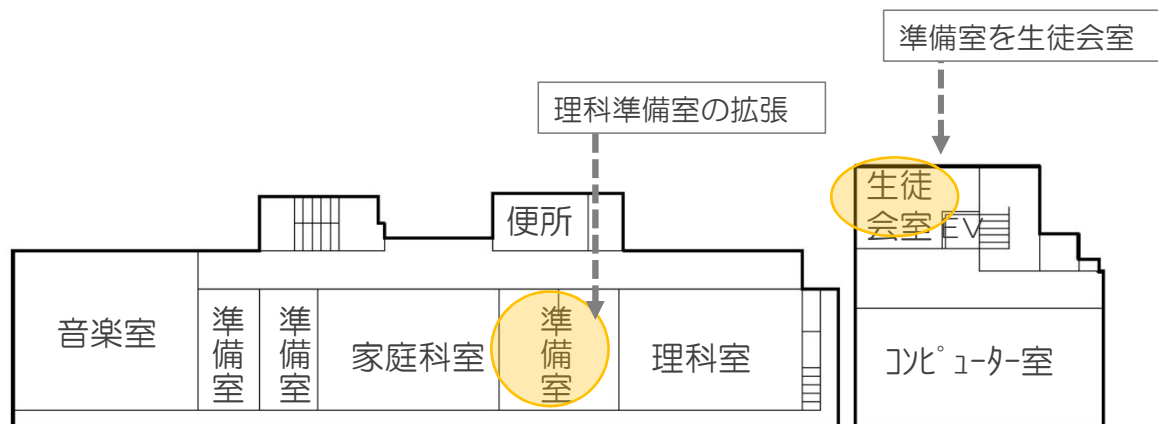 準備室を生徒会室
理科準備室の拡張
生徒
会室
EV
便所
音楽室
準備室
準備室
家庭科室
準備室
理科室
ｺﾝﾋﾟｭｰﾀｰ室